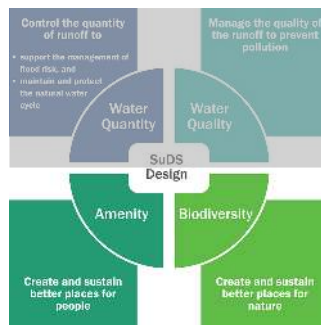 Control the quantity
of runoff to
• support the management of
flood risk, and
• maintain and protect
the natural water
cycle
Manage the quality of
the runoff to prevent
pollution
Water
Quantity
Water
Quality
SuDS
Design
Amenity
Biodiversity
Create and sustain
better places for
people
Create and sustain
better places for
nature